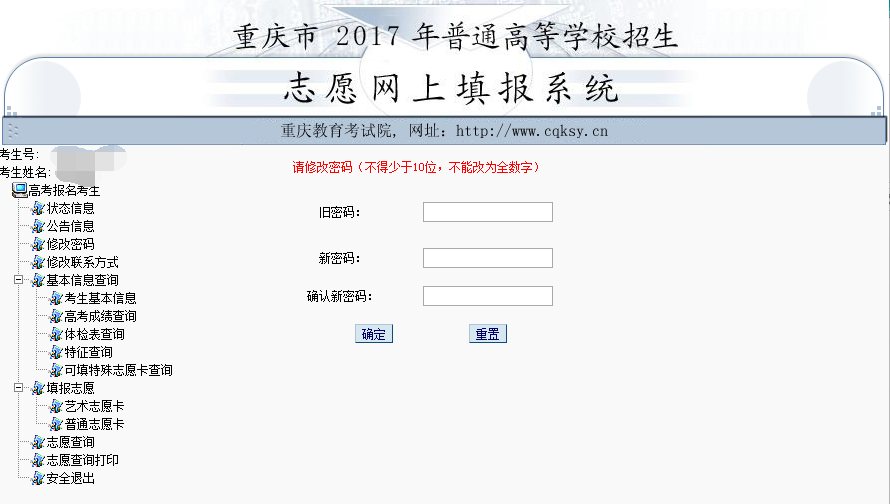 重庆市 2017 年普通高等学校招生
志愿网上填报系统
重庆教育考试院, 网址: http://www.cqksy.cn
考生号:
考生姓名:
高考报名考生
状态信息
公告信息
修改密码
修改联系方式
基本信息查询
考生基本信息
高考成绩查询
体检表查询
特征查询
可填特殊志愿卡查询
填报志愿
艺术志愿卡
普通志愿卡
志愿查询
志愿查询打印
安全退出
请修改密码（不得少于10位，不能改为全数字）
旧密码：
新密码：
确认新密码：
确定 重置